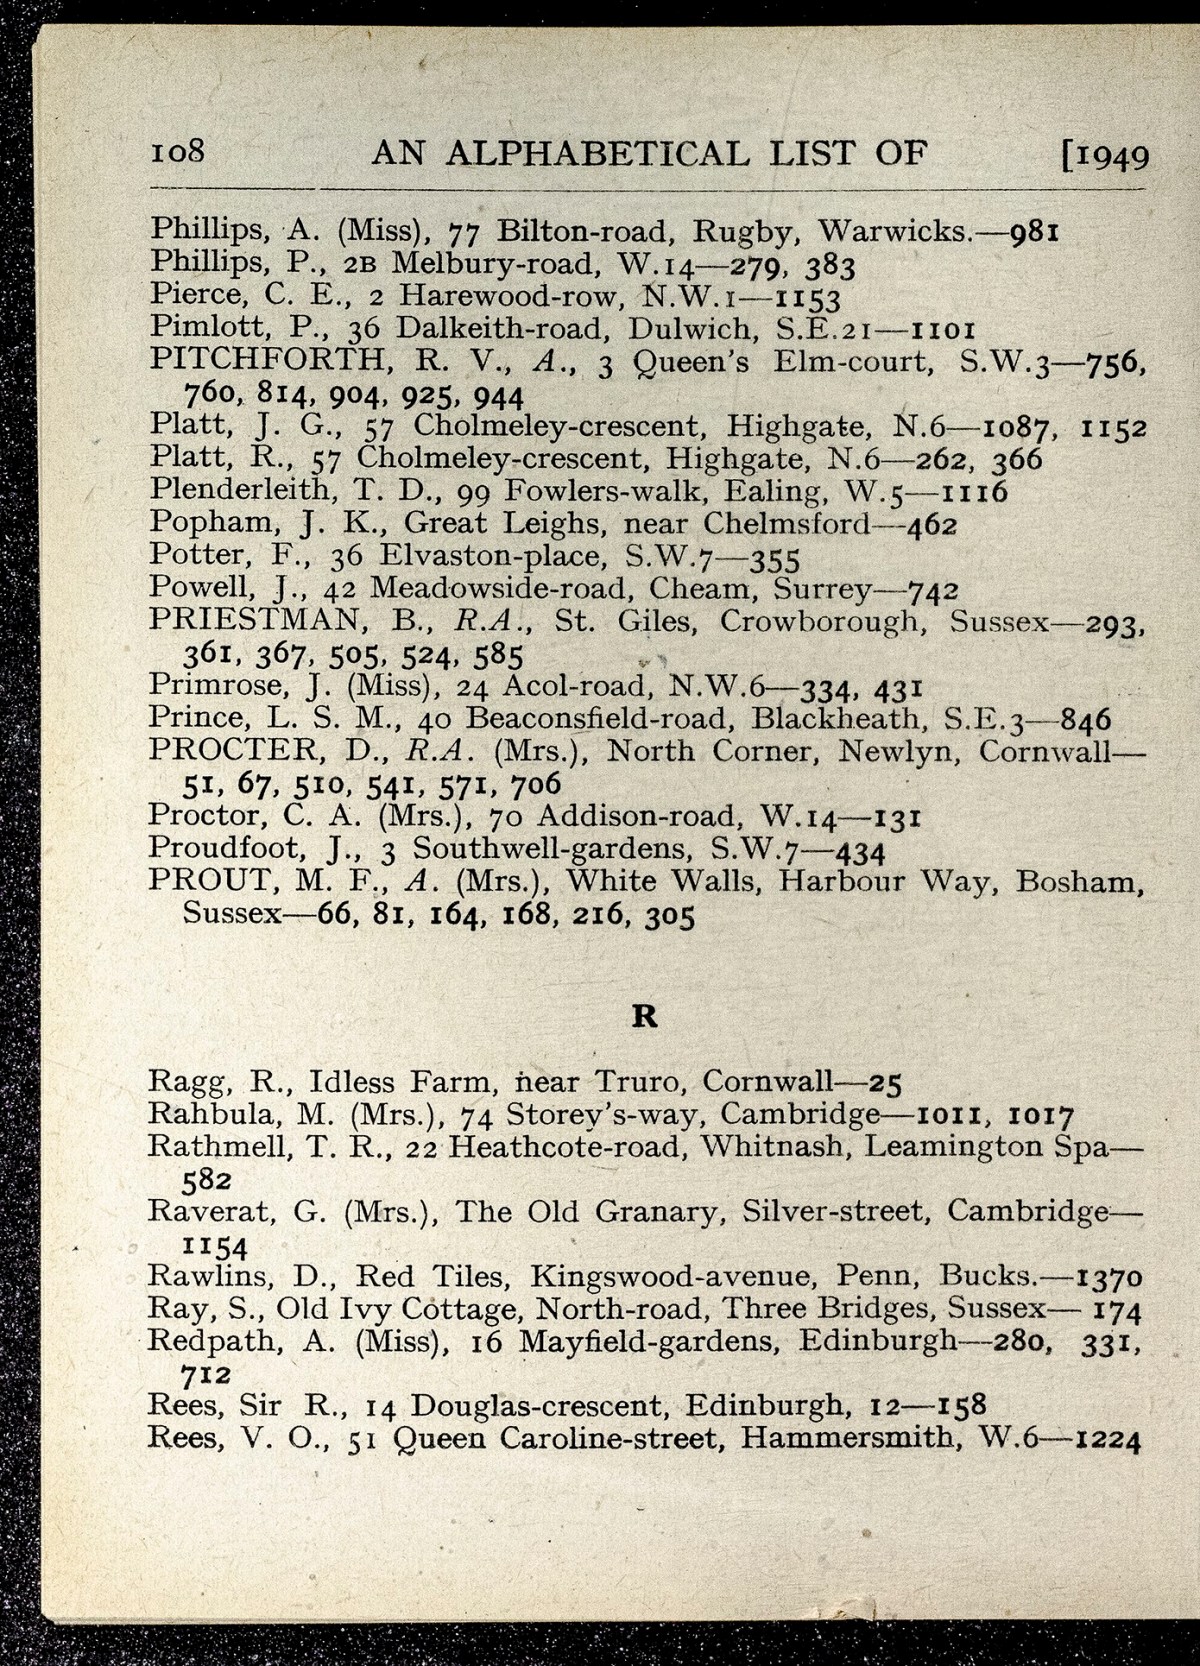 108 AN ALPHABETICAL LIST OF [1949
Phillips, A. (Miss), 77 Bilton-road, Rugby, Warwicks.—981
Phillips, P., 2B Melbury-road, W.14—279, 383
Pierce, C. E., 2 Harewood-row, N.W.1—1153
Pimlott, P., 36 Dalkeith-road, Dulwich, S.E.21—1101
PITCHFORTH, R. V., A., 3 Queen's Elm-court, S.W.3—756,
760, 814, 904, 925, 944
Platt, J. G., 57 Cholmeley-crescent, Highgate, N.6—1087, 1152
Platt, R., 57 Cholmeley-crescent, Highgate, N.6—262, 366
Plenderleith, T. D., 99 Fowlers-walk, Ealing, W.5—1116
Popham, J. K., Great Leighs, near Chelmsford—462
Potter, F., 36 Elvaston-place, S.W.7—355
Powell, J., 42 Meadowside-road, Cheam, Surrey—742
PRIESTMAN, B., R.A., St. Giles, Crowborough, Sussex—293,
361, 367, 505, 524, 585
Primrose, J. (Miss), 24 Acol-road, N.W.6—334, 431
Prince, L. S. M., 40 Beaconsfield-road, Blackheath, S.E.3—846
PROCTER, D., R.A. (Mrs.), North Corner, Newlyn, Cornwall—
51, 67, 510, 541, 571, 706
Proctor, C. A. (Mrs.), 70 Addison-road, W.14—131
Proudfoot, J., 3 Southwell-gardens, S.W.7—434
PROUT, M. F., A. (Mrs.), White Walls, Harbour Way, Bosham,
Sussex—66, 81, 164, 168, 216, 305
R
Ragg, R., Idless Farm, near Truro, Cornwall—25
Rahbula, M. (Mrs.), 74 Storey's-way, Cambridge—1011, 1017
Rathmell, T. R., 22 Heathcote-road, Whitnash, Leamington Spa—
582
Raverat, G. (Mrs.), The Old Granary, Silver-street, Cambridge—
1154
Rawlins, D., Red Tiles, Kingswood-avenue, Penn, Bucks.—1370
Ray, S., Old Ivy Cottage, North-road, Three Bridges, Sussex— 174
Redpath, A. (Miss), 16 Mayfield-gardens, Edinburgh—280, 331,
712
Rees, Sir R., 14 Douglas-crescent, Edinburgh, 12—158
Rees, V. O., 51 Queen Caroline-street, Hammersmith, W.6—1224